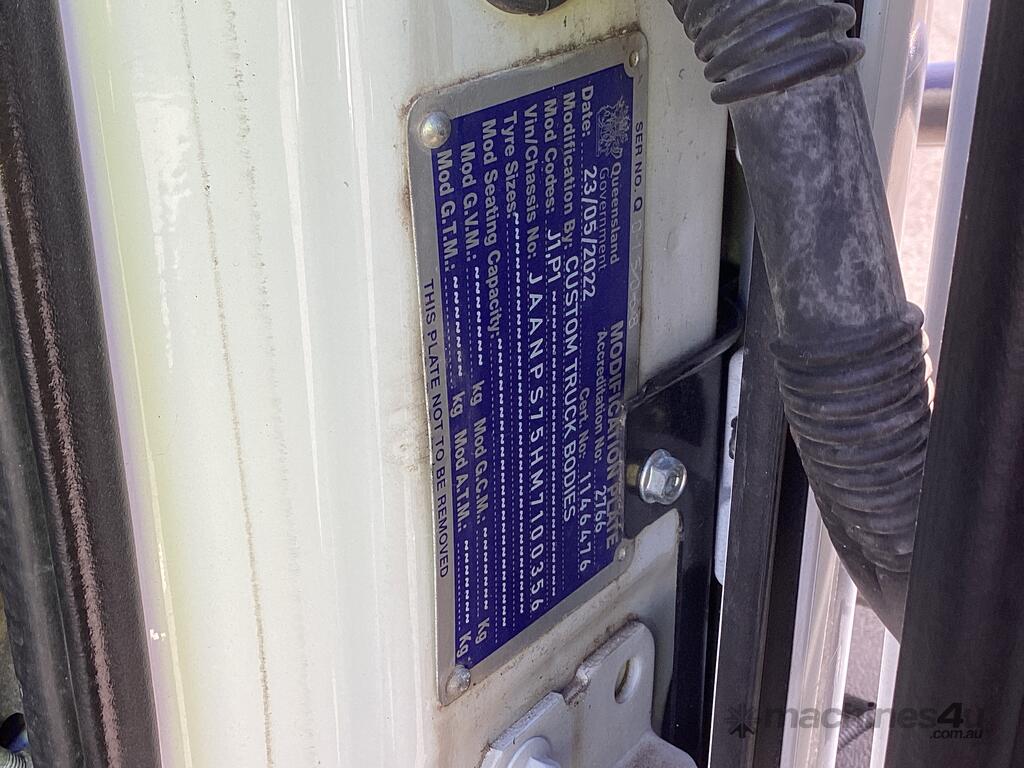 SER NO. Q
Queensland
Government
MODIFICATION PLATE
Accreditation No. 2766
Date: 23/05/2022 Cert. No. 1746476
Modification By: CUSTOM TRUCK BODIES
Mod Codes: J1,P1 ~~~~~~~~
Vin/Chassis No: JAANPS75HM7100356
Tyre Sizes: ~~~~~~~~
Mod Seating Capacity: ~~~~~~~~
Mod G.V.M.: ~~~~~~~~ kg Mod G.C.M.: ~~~~~~~~ Kg
Mod G.T.M.: ~~~~~~~~ kg Mod A.T.M.: ~~~~~~~~ Kg
THIS PLATE NOT TO BE REMOVED
machines4u
.com.au